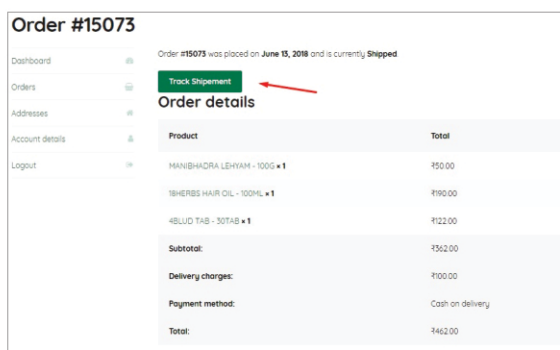 Order #15073
Dashboard
Orders
Addresses
Account details
Logout
Order #15073 was placed on June 13, 2018 and is currently Shipped.
Track Shipement
Order details
Product Total
MANIBHADRA LEHYAM - 100G × 1 ₹50.00
18HERBS HAIR OIL - 100ML × 1 ₹190.00
4BLUD TAB - 30TAB × 1 ₹122.00
Subtotal: ₹362.00
Delivery charges: ₹100.00
Payment method: Cash on delivery
Total: ₹462.00